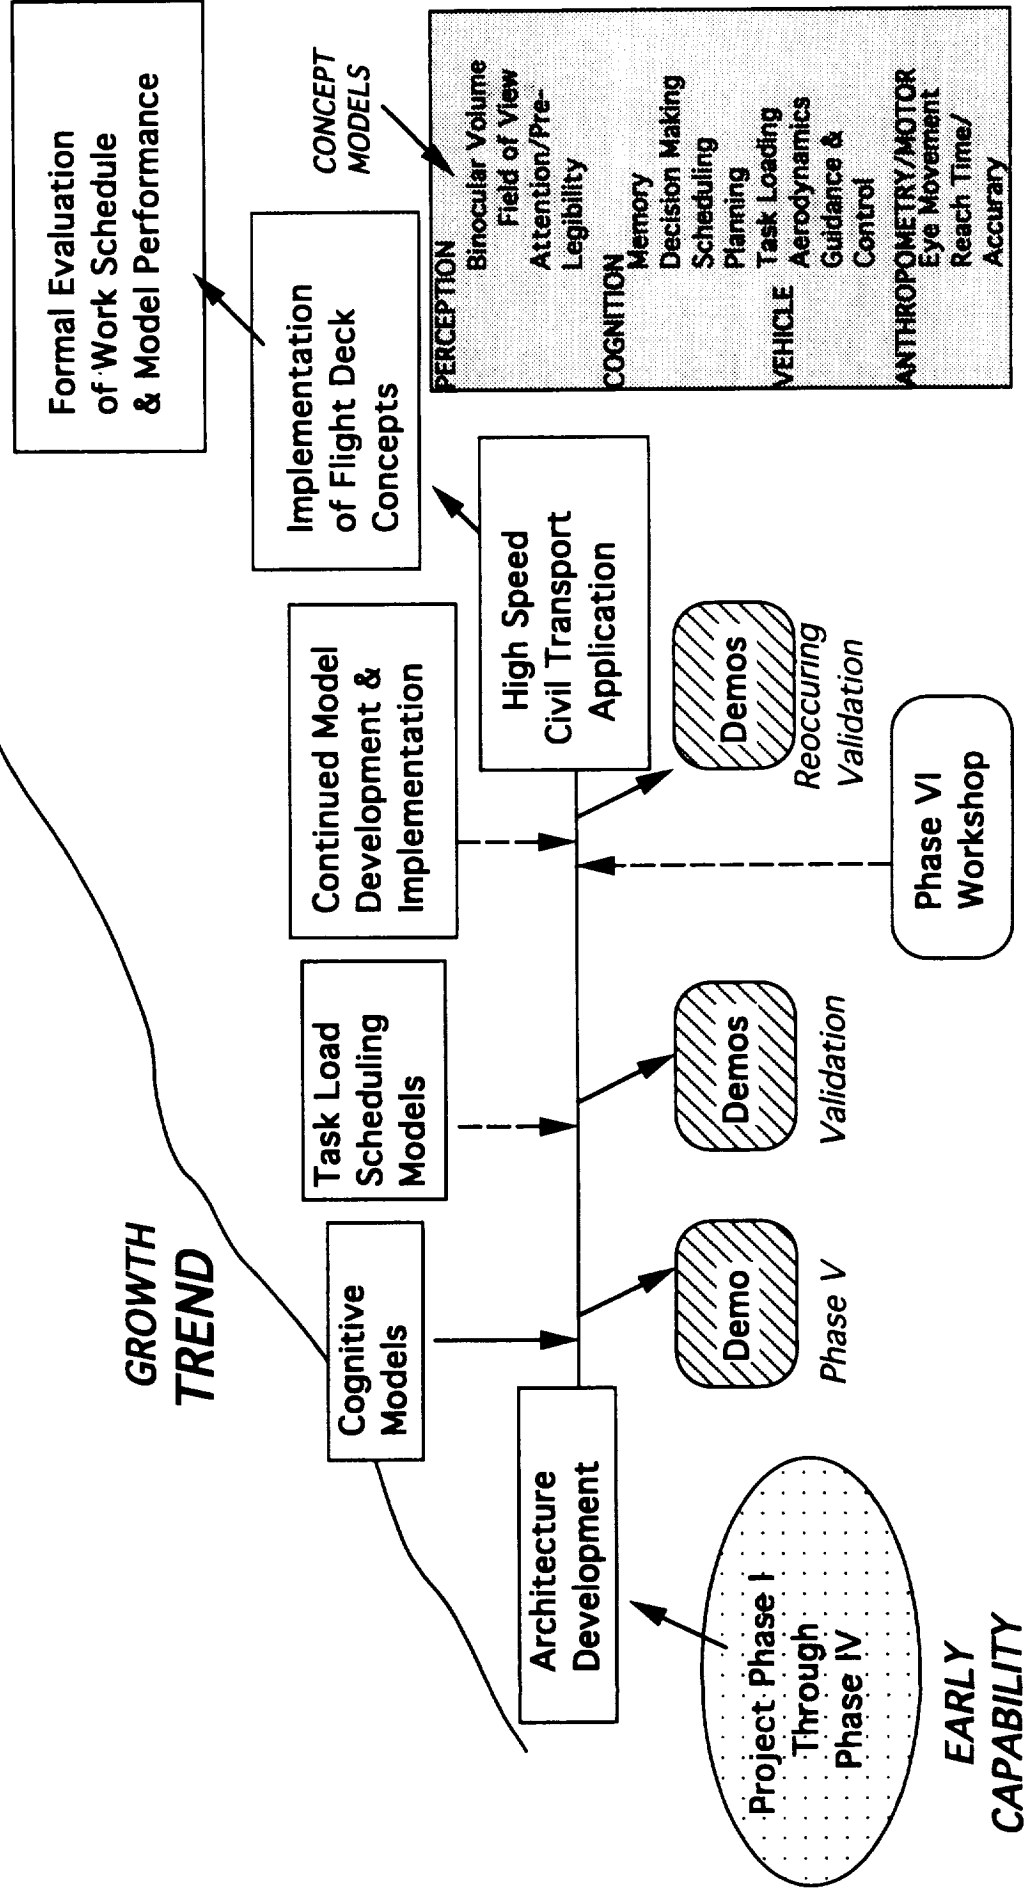 GROWTH
TREND
Formal Evaluation
of Work Schedule
& Model Performance
Implementation
of Flight Deck
Concepts
CONCEPT
MODELS
Continued Model
Development &
Implementation
Task Load
Scheduling
Models
Cognitive
Models
High Speed
Civil Transport
Application
Architecture
Development
Demo
Phase V
Demos
Validation
Demos
Reoccuring
Validation
Phase VI
Workshop
Project Phase I
Through
Phase IV
EARLY
CAPABILITY
PERCEPTION
Binocular Volume
Field of View
Attention/Pre-
Legibility
COGNITION
Memory
Decision Making
Scheduling
Planning
Task Loading
VEHICLE
Aerodynamics
Guidance &
Control
ANTHROPOMETRY/MOTOR
Eye Movement
Reach Time/
Accurary